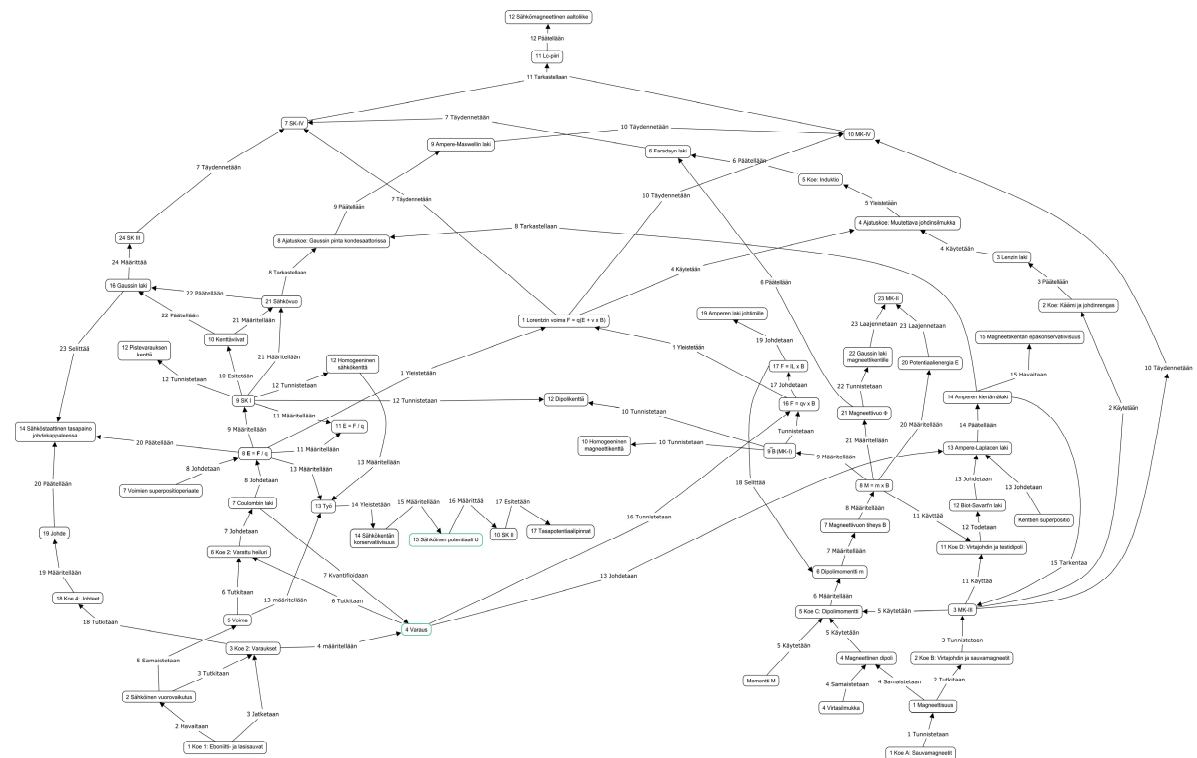 12 Sähkömagneettinen aaltoliike
12 Päätellään
11 Lc-piiri
11 Tarkastellaan
7 SK-IV
7 Täydennetään
10 Täydennetään
10 MK-IV
9 Ampere-Maxwellin laki
6 Faradayn laki
6 Päätellään
7 Täydennetään
5 Koe: Induktio
10 Täydennetään
7 Täydennetään
5 Yleistetään
9 Päätellään
4 Ajatuskoe: Muutettava johdinsilmukka
8 Tarkastellaan
24 SK III
8 Ajatuskoe: Gaussin pinta kondesaattorissa
4 Käytetään
3 Lenzin laki
24 Määrittää
8 Tarkastellaan
4 Käytetään
6 Päätellään
3 Päätellään
16 Gaussin laki
22 Päätellään
21 Sähkövuo
23 MK-II
2 Koe: Käämi ja johdinrengas
22 Päätellään
21 Määritellään
19 Amperen laki johtimille
1 Lorentzin voima F = q(E + v x B)
23 Laajennetaan
23 Laajennetaan
10 Kenttäviivat
15 Magneettikentän epäkonservatiivisuus
23 Selittää
12 Pistevarauksen kenttä
21 Määritellään
19 Johdetaan
1 Yleistetään
22 Gaussin laki
magneettikentille
20 Potentiaalienergia E
12 Homogeeninen
sähkökenttä
10 Täydennetään
17 F = IL x B
10 Esitetään
1 Yleistetään
15 Havaitaan
12 Tunnistetaan
12 Tunnistetaan
17 Johdetaan
22 Tunnistetaan
9 SK I
12 Tunnistetaan
12 Dipolikenttä
16 F = qv x B
14 Amperen kiertämälaki
11 Määritellään
10 Tunnistetaan
21 Magneettivuo Φ
2 Käytetään
20 Määritellään
14 Sähköstaattinen tasapaino
johdekappaleessa
9 Määritellään
11 E = F / q
Tunnistetaan
14 Päätellään
20 Päätellään
11 Määritellään
10 Homogeeninen
magneettikenttä
10 Tunnistetaan
21 Määritellään
8 E = F / q
9 B (MK-I)
9 Määritellään
13 Ampere-Laplacen laki
8 Johdetaan
13 Määritellään
13 Määritellään
8 Johdetaan
18 Selittää
8 M = m x B
13 Johdetaan
13 Johdetaan
20 Päätellään
7 Voimien superpositioperiaate
7 Coulombin laki
13 Työ
14 Yleistetään
15 Määritellään
16 Määrittää
17 Esitetään
8 Määritellään
12 Biot-Savart'n laki
11 Käyttää
16 Tunnistetaan
12 Todetaan
Kenttien superpositio
19 Johde
7 Johdetaan
14 Sähkökentän
konservatiivisuus
15 Sähköinen potentiaali U
10 SK II
17 Tasapotentiaalipinnat
7 Magneettivuon tiheys B
6 Koe 2: Varattu heiluri
11 Koe D: Virtajohdin ja testidipoli
7 Määritellään
15 Tarkentaa
19 Määritellään
7 Kvantifioidaan
13 Johdetaan
6 Dipolimomentti m
11 Käyttää
6 Tutkitaan
13 määritellään
6 Tutkitaan
6 Määritellään
18 Koe 4: Johteet
5 Koe C: Dipolimomentti
5 Käytetään
3 MK-III
18 Tutkitaan
5 Voima
4 Varaus
5 Käytetään
5 Käytetään
3 Tunnistetaan
3 Koe 2: Varaukset
4 määritellään
4 Magneettinen dipoli
2 Koe B: Virtajohdin ja sauvamagneetit
5 Samaistetaan
3 Tutkitaan
Momentti M
4 Samaistetaan
4 Samaistetaan
2 Tutkitaan
2 Sähköinen vuorovaikutus
4 Virtasilmukka
1 Magneettisuus
3 Jatketaan
2 Havaitaan
1 Tunnistetaan
1 Koe 1: Eboniitti- ja lasisauvat
1 Koe A: Sauvamagneetit